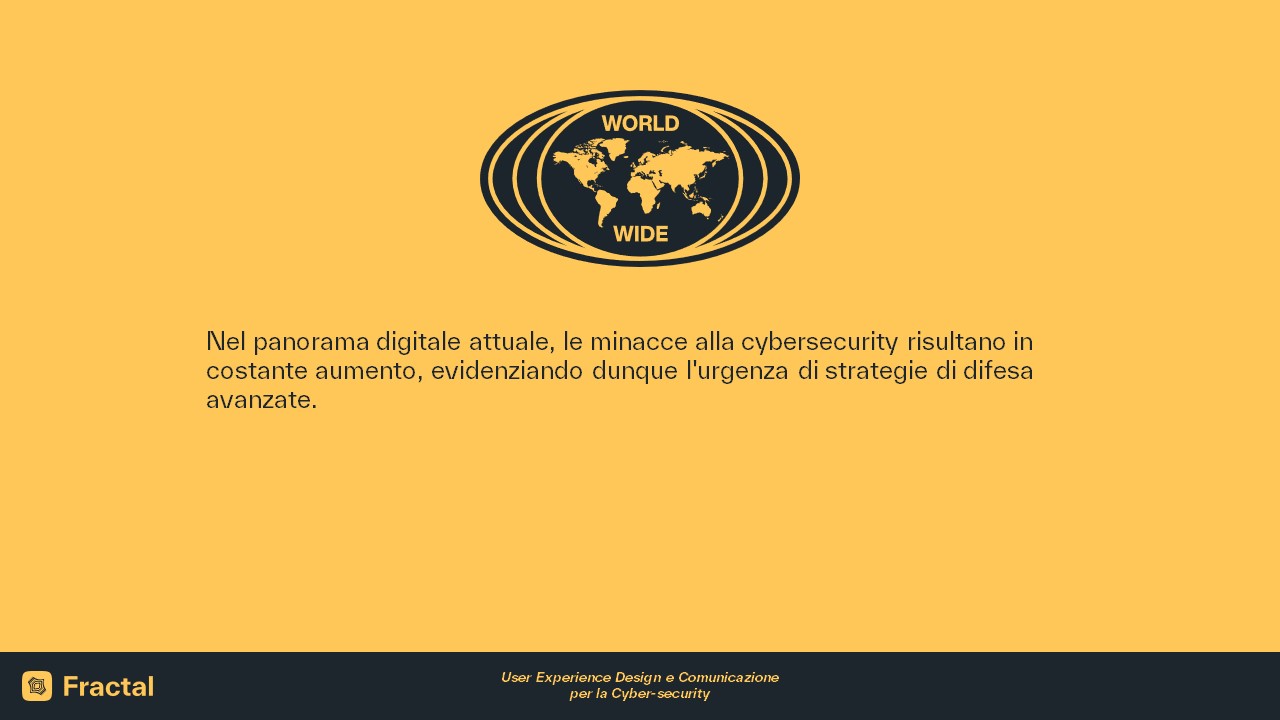 WORLD
WIDE
Nel panorama digitale attuale, le minacce alla cybersecurity risultano in
costante aumento, evidenziando dunque l'urgenza di strategie di difesa
avanzate.
Fractal
User Experience Design e Comunicazione
per la Cyber-security